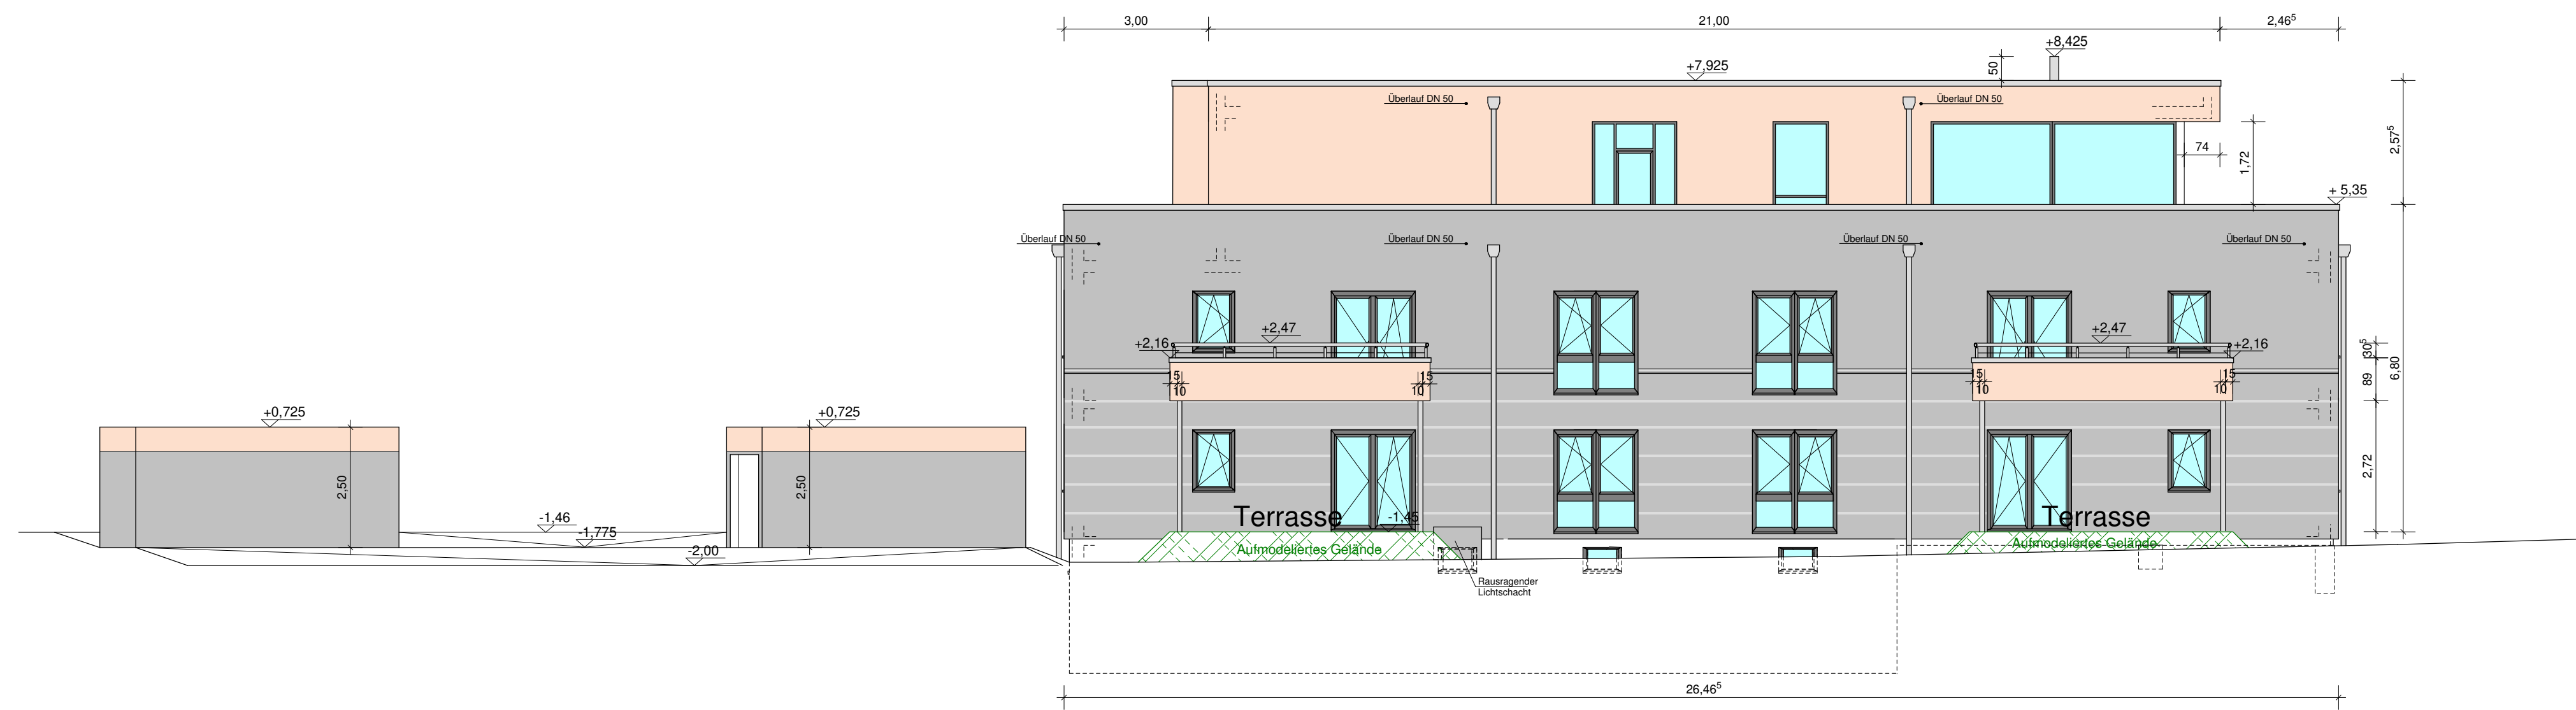 3,00
21,00
2,46⁵
+8,425
50
+7,925
Überlauf DN 50
Überlauf DN 50
74
1,72
2,57⁵
+ 5,35
Überlauf DN 50
Überlauf DN 50
Überlauf DN 50
Überlauf DN 50
+2,16
+2,47
+2,47
+2,16
15
10
15
10
15
10
15
10
30⁵
89
6,80
2,72
+0,725
+0,725
2,50
2,50
-1,46
-1,775
-2,00
Terrasse
-1,45
Terrasse
Aufmodeliertes Gelände
Aufmodeliertes Gelände
Rausragender
Lichtschacht
26,46⁵